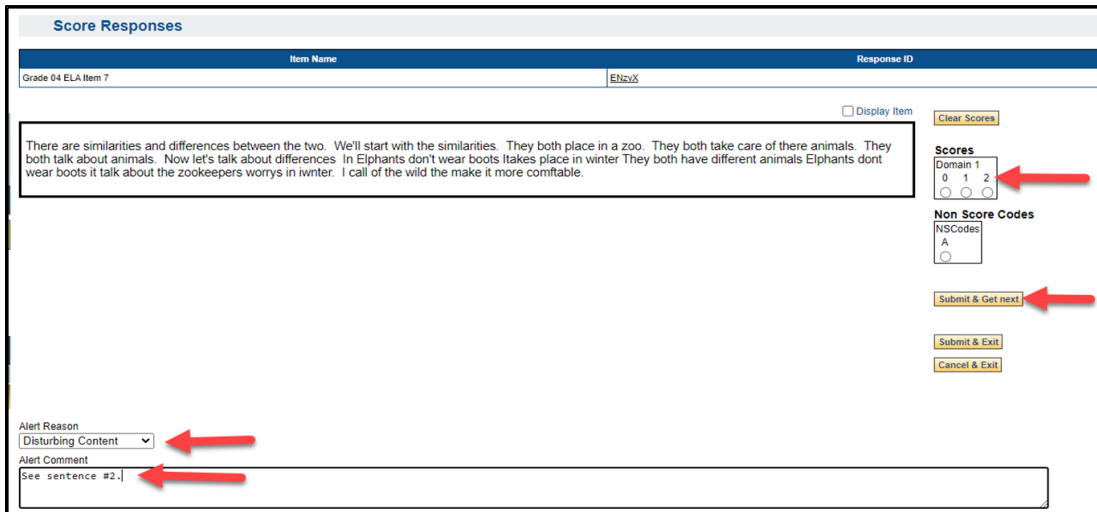 Score Responses
Item Name Response ID
Grade 04 ELA Item 7 ENzvX
Display Item
Clear Scores
There are similarities and differences between the two. We'll start with the similarities. They both place in a zoo. They both take care of there animals. They
both talk about animals. Now let's talk about differences In Elphants don't wear boots Itakes place in winter They both have different animals Elphants dont
wear boots it talk about the zookeepers worrys in iwnter. I call of the wild the make it more comftable.
Scores
Domain 1
0 1 2
Non Score Codes
NSCodes
A
Submit & Get next
Submit & Exit
Cancel & Exit
Alert Reason
Disturbing Content
Alert Comment
See sentence #2.